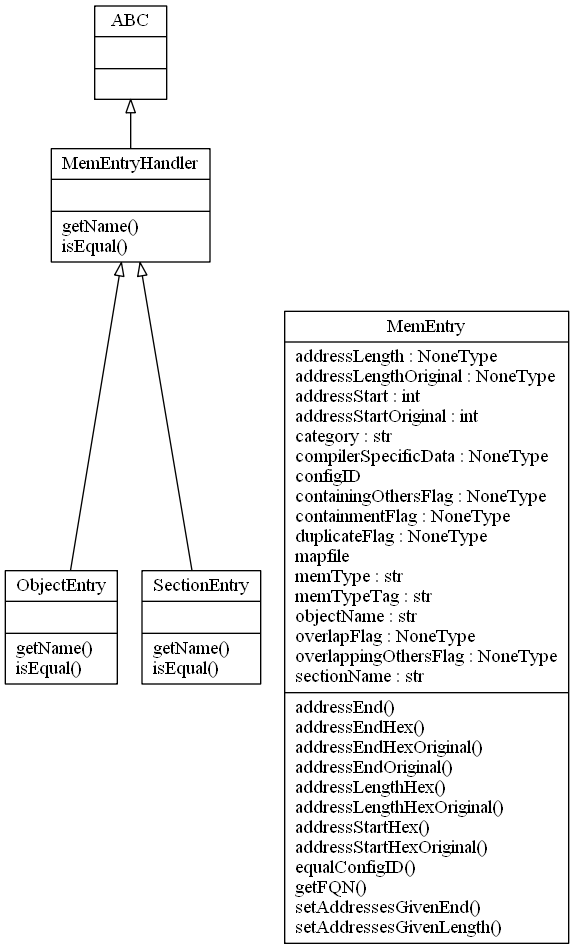 ABC
MemEntryHandler
getName()
isEqual()
ObjectEntry
getName()
isEqual()
SectionEntry
getName()
isEqual()
MemEntry
addressLength : NoneType
addressLengthOriginal : NoneType
addressStart : int
addressStartOriginal : int
category : str
compilerSpecificData : NoneType
configID
containingOthersFlag : NoneType
containmentFlag : NoneType
duplicateFlag : NoneType
mapfile
memType : str
memTypeTag : str
objectName : str
overlapFlag : NoneType
overlappingOthersFlag : NoneType
sectionName : str
addressEnd()
addressEndHex()
addressEndHexOriginal()
addressEndOriginal()
addressLengthHex()
addressLengthHexOriginal()
addressStartHex()
addressStartHexOriginal()
equalConfigID()
getFQN()
setAddressesGivenEnd()
setAddressesGivenLength()